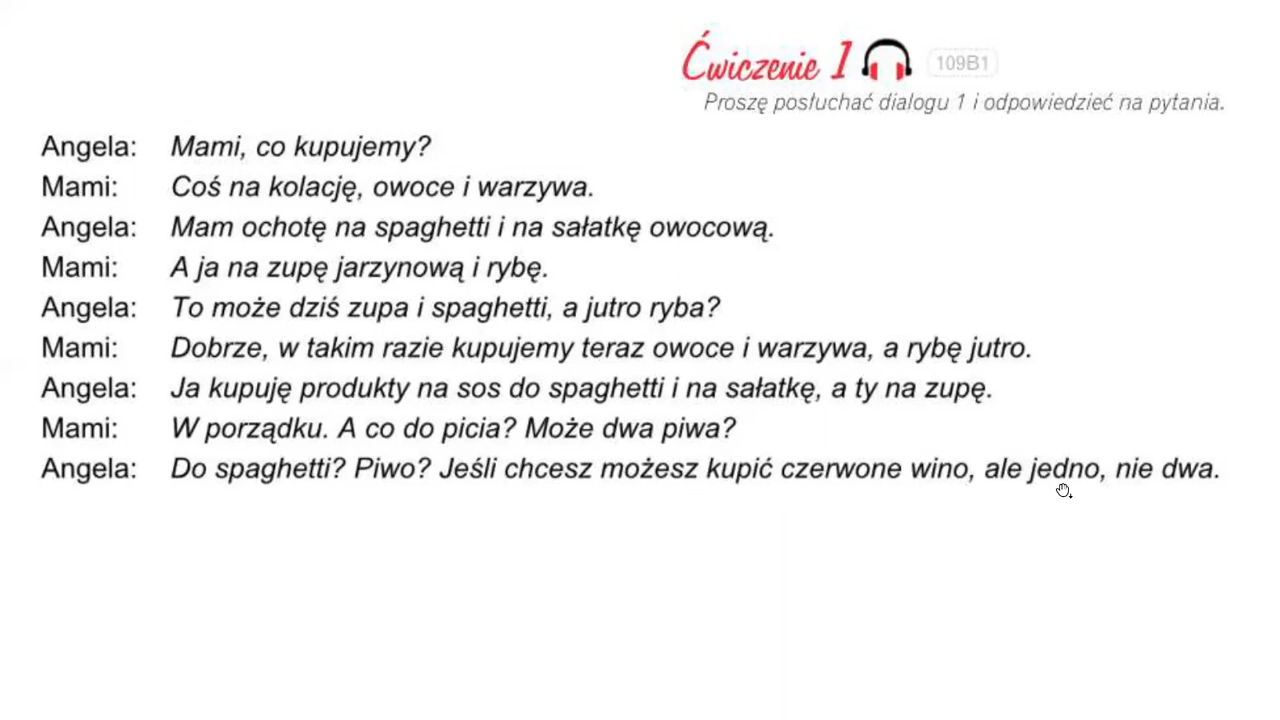 Ćwiczenie 1 109B1
Proszę posłuchać dialogu 1 i odpowiedzieć na pytania.
Angela: Mami, co kupujemy?
Mami: Coś na kolację, owoce i warzywa.
Angela: Mam ochotę na spaghetti i na sałatkę owocową.
Mami: A ja na zupę jarzynową i rybę.
Angela: To może dziś zupa i spaghetti, a jutro ryba?
Mami: Dobrze, w takim razie kupujemy teraz owoce i warzywa, a rybę jutro.
Angela: Ja kupuję produkty na sos do spaghetti i na sałatkę, a ty na zupę.
Mami: W porządku. A co do picia? Może dwa piwa?
Angela: Do spaghetti? Piwo? Jeśli chcesz możesz kupić czerwone wino, ale jedno, nie dwa.